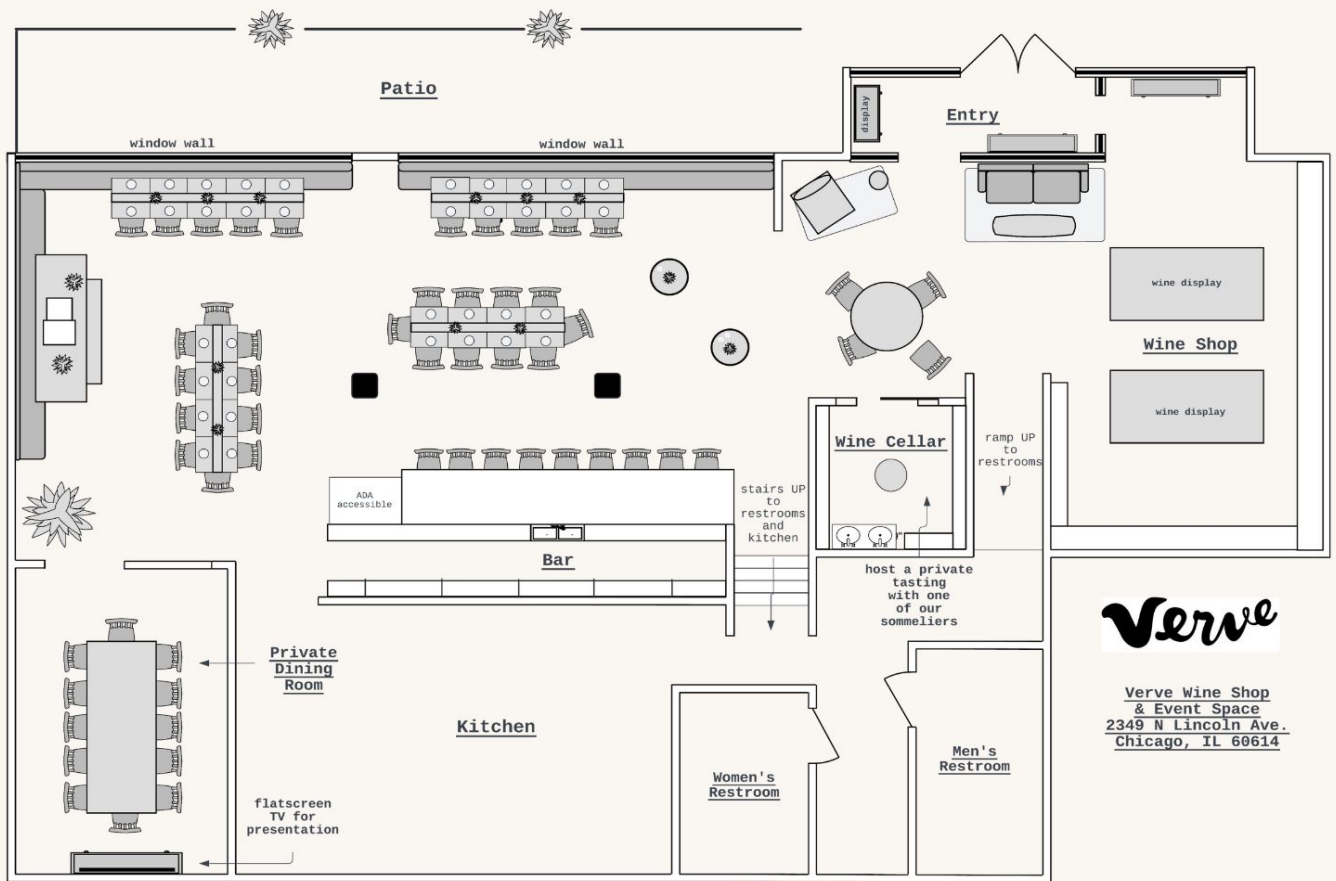 Patio
window wall
window wall
display
Entry
wine display
Wine Shop
wine display
Wine Cellar
ramp UP
to
restrooms
stairs UP
to
restrooms
and
kitchen
ADA
accessible
Bar
host a private
tasting
with one
of our
sommeliers
Private
Dining
Room
Kitchen
flatscreen
TV for
presentation
Women's
Restroom
Men's
Restroom
Verve
Verve Wine Shop
& Event Space
2349 N Lincoln Ave.
Chicago, IL 60614